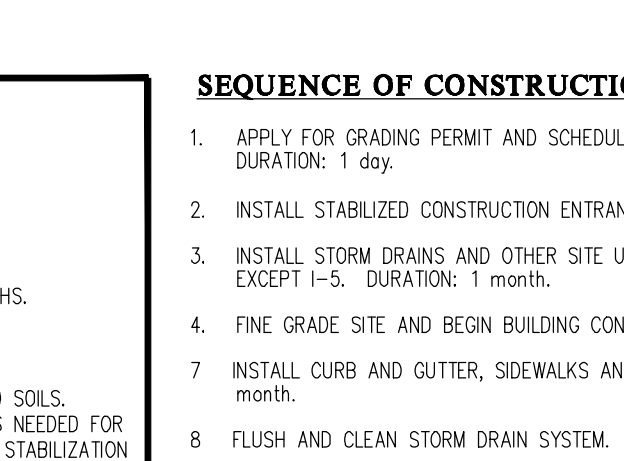 SEQUENCE OF CONSTRUCTIO
1. APPLY FOR GRADING PERMIT AND SCHEDUL
DURATION: 1 day.
2. INSTALL STABILIZED CONSTRUCTION ENTRAN
3. INSTALL STORM DRAINS AND OTHER SITE U
EXCEPT I-5. DURATION: 1 month.
4. FINE GRADE SITE AND BEGIN BUILDING CON
7 INSTALL CURB AND GUTTER, SIDEWALKS AN
month.
8 FLUSH AND CLEAN STORM DRAIN SYSTEM.
HS.
) SOILS.
S NEEDED FOR
STABILIZATION